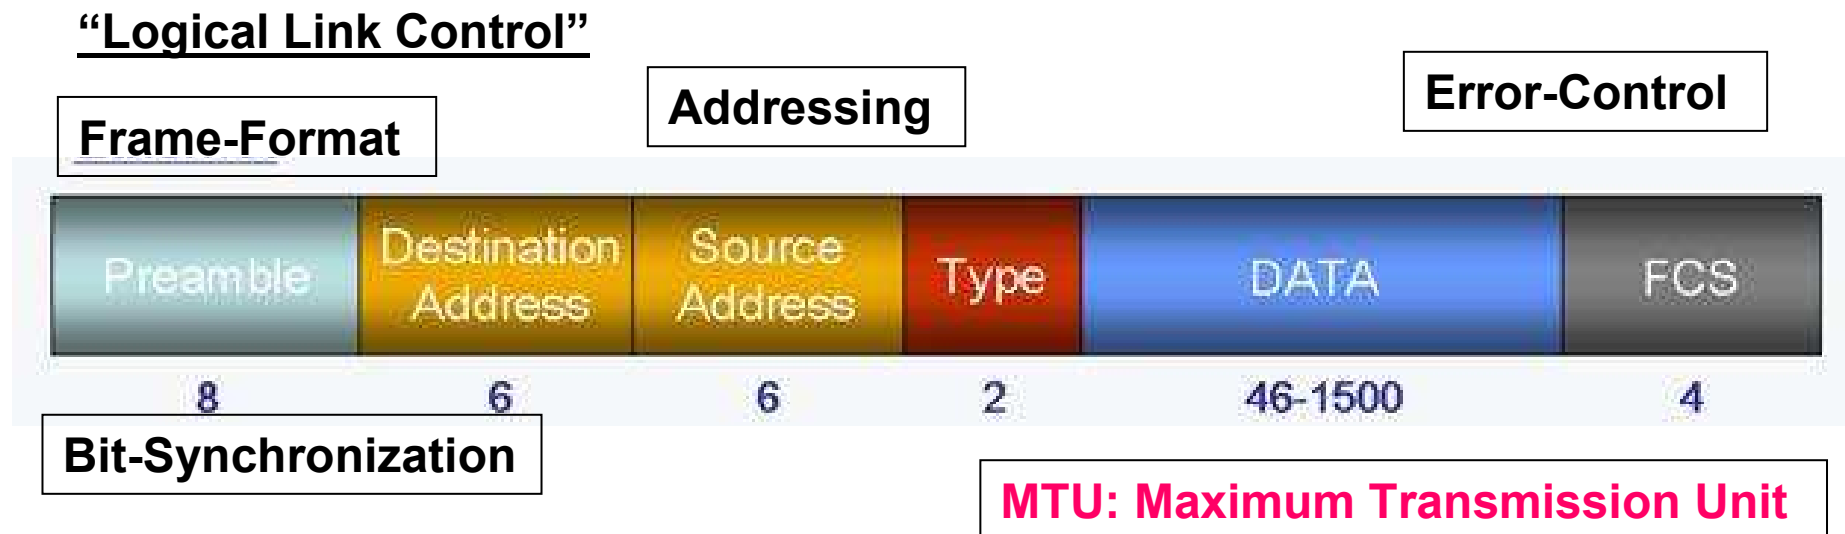 “Logical Link Control”
Frame-Format
Addressing
Error-Control
Preamble
Destination
Address
Source
Address
Type
DATA
FCS
8
6
6
2
46-1500
4
Bit-Synchronization
MTU: Maximum Transmission Unit